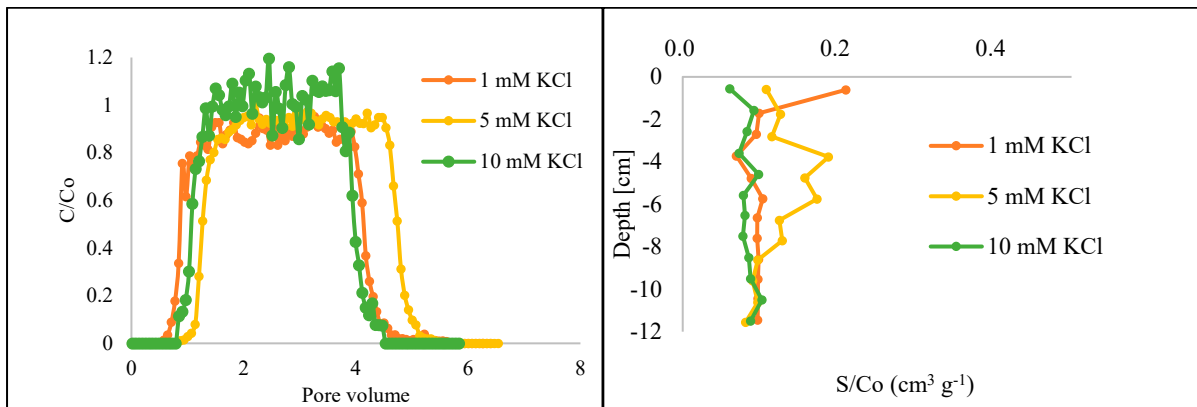 1.2
1
0.8
0.6
0.4
0.2
0
0
2
4
6
8
C/Co
Pore volume
1 mM KCl
5 mM KCl
10 mM KCl
0.0
0.2
0.4
0
-2
-4
-6
-8
-10
-12
Depth [cm]
1 mM KCl
5 mM KCl
10 mM KCl
S/Co (cm³ g⁻¹)